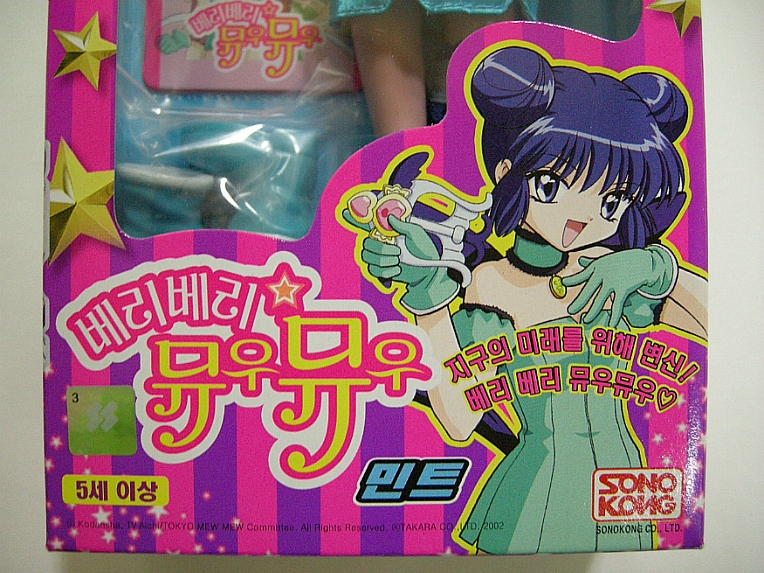 베리베리☆
뮤우뮤우
베리베리☆
뮤우뮤우
지구의 미래를 위해 변신!
베리 베리 뮤우뮤우♡
3
SS
민트
5세 이상
SONO
KONG
SONOKONG CO., LTD.
Kodansha, TV Aichi/TOKYO MEW MEW Committee. All Rights Reserved. ©TAKARA CO.,LTD. 2002